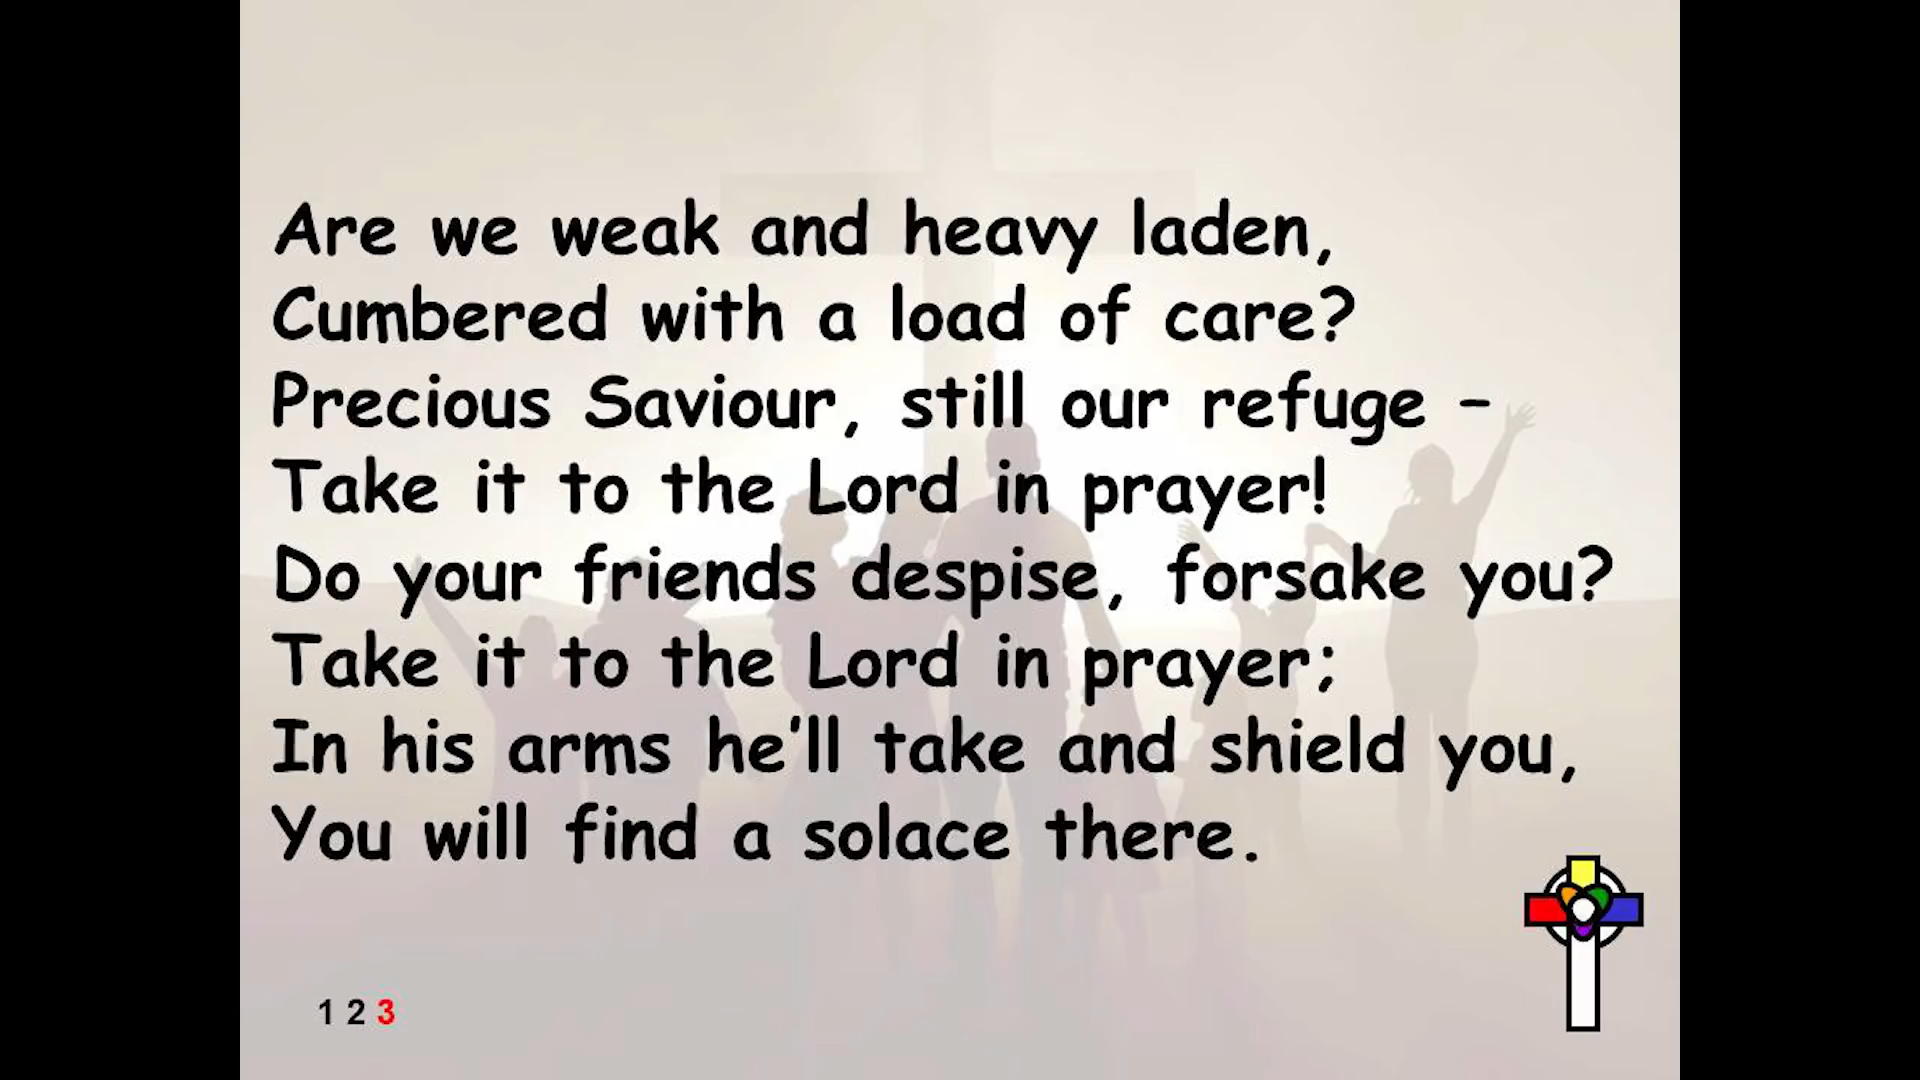 Are we weak and heavy laden,
Cumbered with a load of care?
Precious Saviour, still our refuge –
Take it to the Lord in prayer!
Do your friends despise, forsake you?
Take it to the Lord in prayer;
In his arms he'll take and shield you,
You will find a solace there.
1 2 3